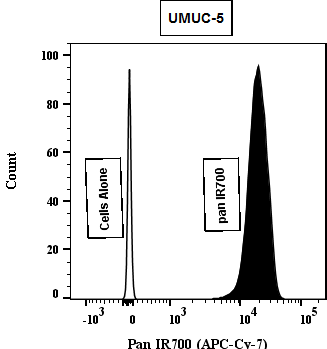 UMUC-5
100
80
60
40
20
0
Count
Cells Alone
pan IR700
-10³ 0 10³ 10⁴ 10⁵
Pan IR700 (APC-Cy-7)